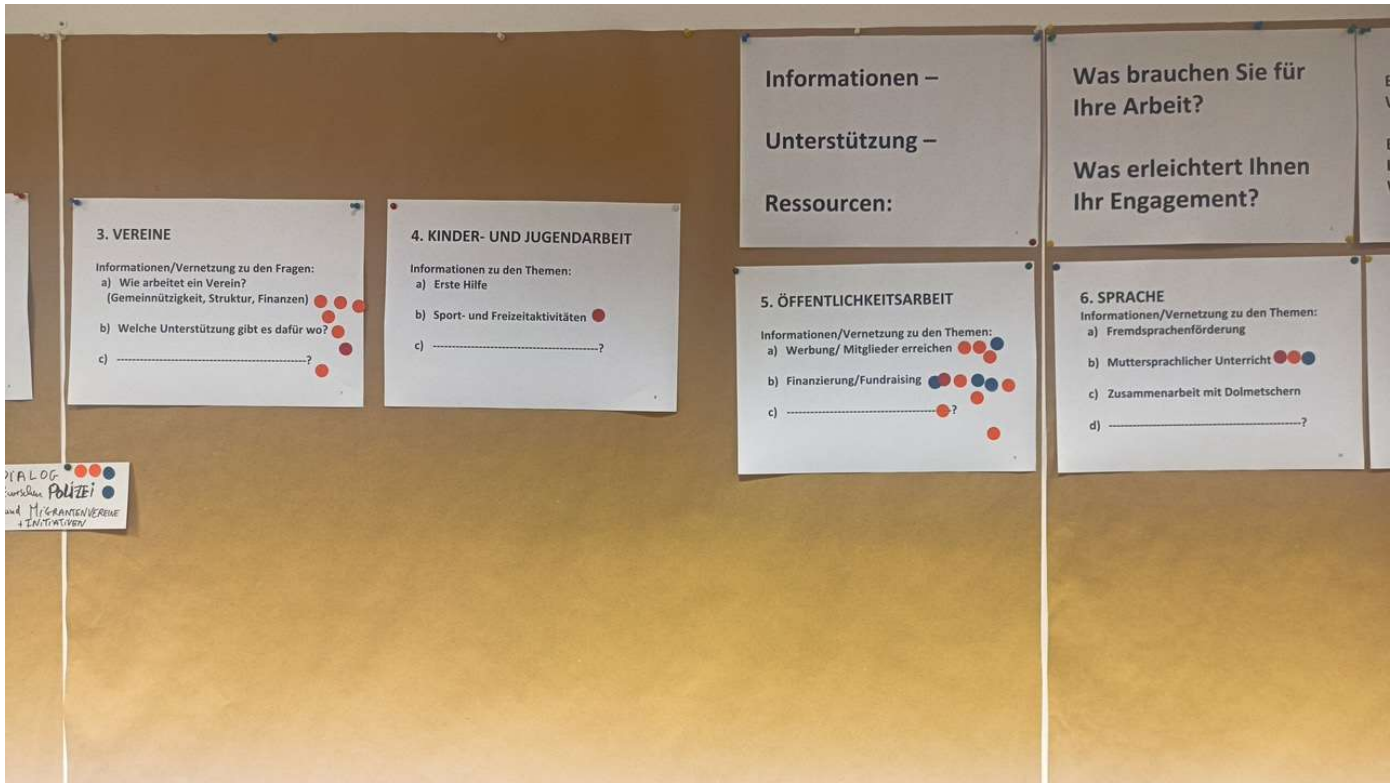 Informationen –
Unterstützung –
Ressourcen:
Was brauchen Sie für
Ihre Arbeit?
Was erleichtert Ihnen
Ihr Engagement?
3. VEREINE
Informationen/Vernetzung zu den Fragen:
a) Wie arbeitet ein Verein?
(Gemeinnützigkeit, Struktur, Finanzen)
b) Welche Unterstützung gibt es dafür wo?
c) ----------------------------------------?
4. KINDER- UND JUGENDARBEIT
Informationen zu den Themen:
a) Erste Hilfe
b) Sport- und Freizeitaktivitäten
c) ----------------------------------------?
5. ÖFFENTLICHKEITSARBEIT
Informationen/Vernetzung zu den Themen:
a) Werbung/ Mitglieder erreichen
b) Finanzierung/Fundraising
c) ----------------------------------------?
6. SPRACHE
Informationen/Vernetzung zu den Themen:
a) Fremdsprachenförderung
b) Muttersprachlicher Unterricht
c) Zusammenarbeit mit Dolmetschern
d) ----------------------------------------?
POLIZEI
und MIGRANTENVEREINE
+ INITIATIVEN